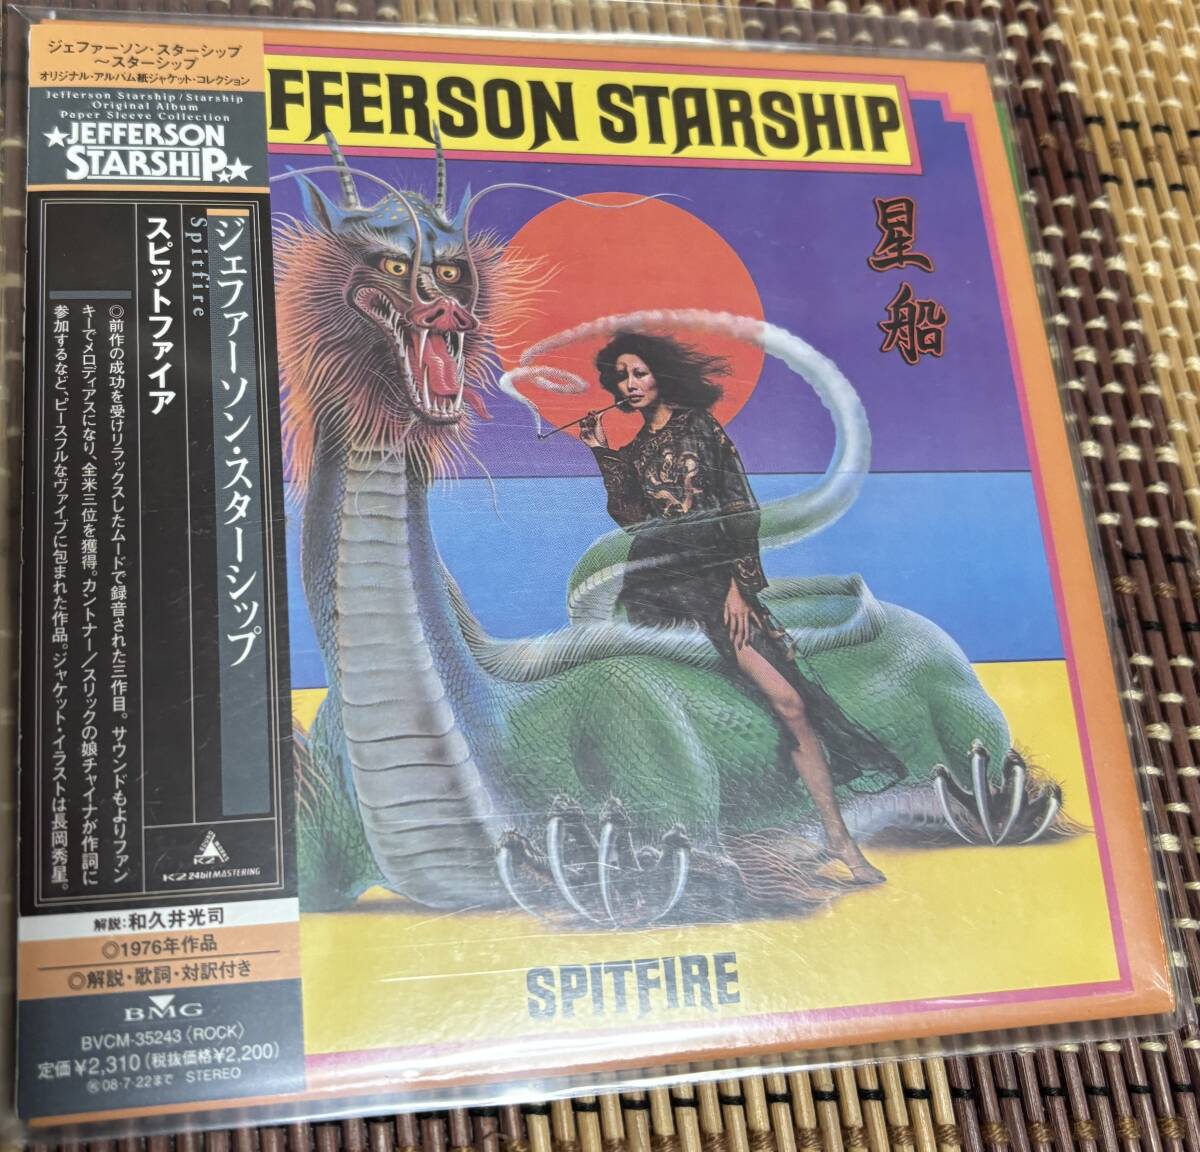 ジェファーソン・スターシップ
〜スターシップ
オリジナル・アルバム紙ジャケット・コレクション
Jefferson Starship/Starship
Original Album
Paper Sleeve Collection
JEFFERSON
STARSHIP
ジェファーソン・スターシップ
Spitfire
スピットファイア
◎前作の成功を受けリラックスしたムードで録音された三作目。サウンドもよりファン
キーでメロディアスになり、全米三位を獲得。カントナー/スリックの娘チャイナが作詞に
参加するなど、ピースフルなヴァイブに包まれた作品。ジャケット・イラストは長岡秀星。
K2
K2 24bit MASTERING
解説:和久井光司
◎1976年作品
◎解説・歌詞・対訳付き
BMG
BVCM-35243〈ROCK〉
定価¥2,310(税抜価格¥2,200)
08・7・22まで STEREO
FFERSON STARSHIP
星
船
SPITFIRE